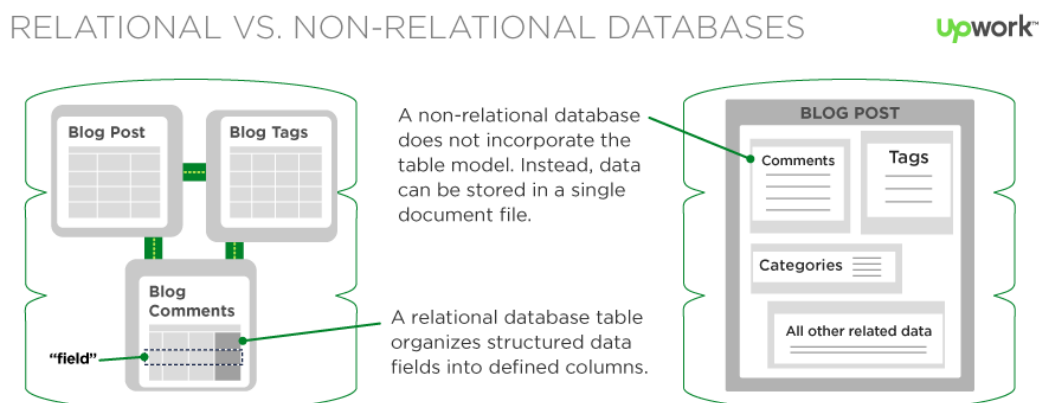 RELATIONAL VS. NON-RELATIONAL DATABASES
Upwork™
Blog Post
Blog Tags
Blog
Comments
"field"
A non-relational database
does not incorporate the
table model. Instead, data
can be stored in a single
document file.
A relational database table
organizes structured data
fields into defined columns.
BLOG POST
Comments
Tags
Categories
All other related data